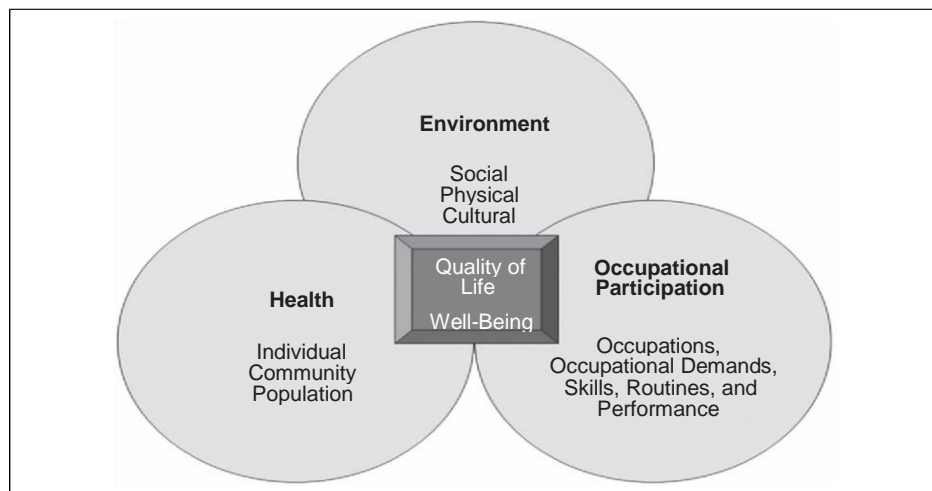 Environment
Social
Physical
Cultural
Quality of
Life
Well-Being
Health
Individual
Community
Population
Occupational
Participation
Occupations,
Occupational Demands,
Skills, Routines, and
Performance